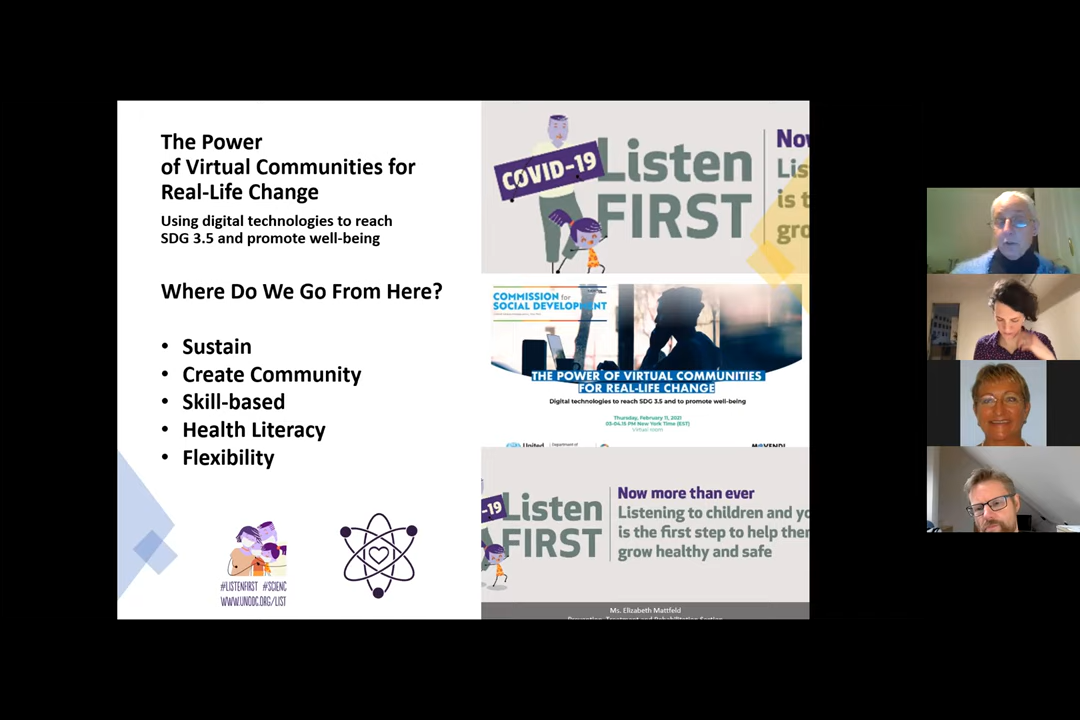 The Power
of Virtual Communities for
Real-Life Change
Using digital technologies to reach
SDG 3.5 and promote well-being
Where Do We Go From Here?
• Sustain
• Create Community
• Skill-based
• Health Literacy
• Flexibility
#LISTENFIRST #SCIENC
WWW.UNODC.ORG/LIST
COVID-19
Listen
FIRST
Now
Lis
is t
gro
COMMISSION for
SOCIAL DEVELOPMENT
THE POWER OF VIRTUAL COMMUNITIES
FOR REAL-LIFE CHANGE
Digital technologies to reach SDG 3.5 and to promote well-being
Thursday, February 11, 2021
03-04.15 PM New York Time (EST)
Virtual room
United
Department of
MOVENDI
-19
Listen
FIRST
Now more than ever
Listening to children and yo
is the first step to help ther
grow healthy and safe
Ms. Elizabeth Mattfeld
Prevention, Treatment and Rehabilitation Section